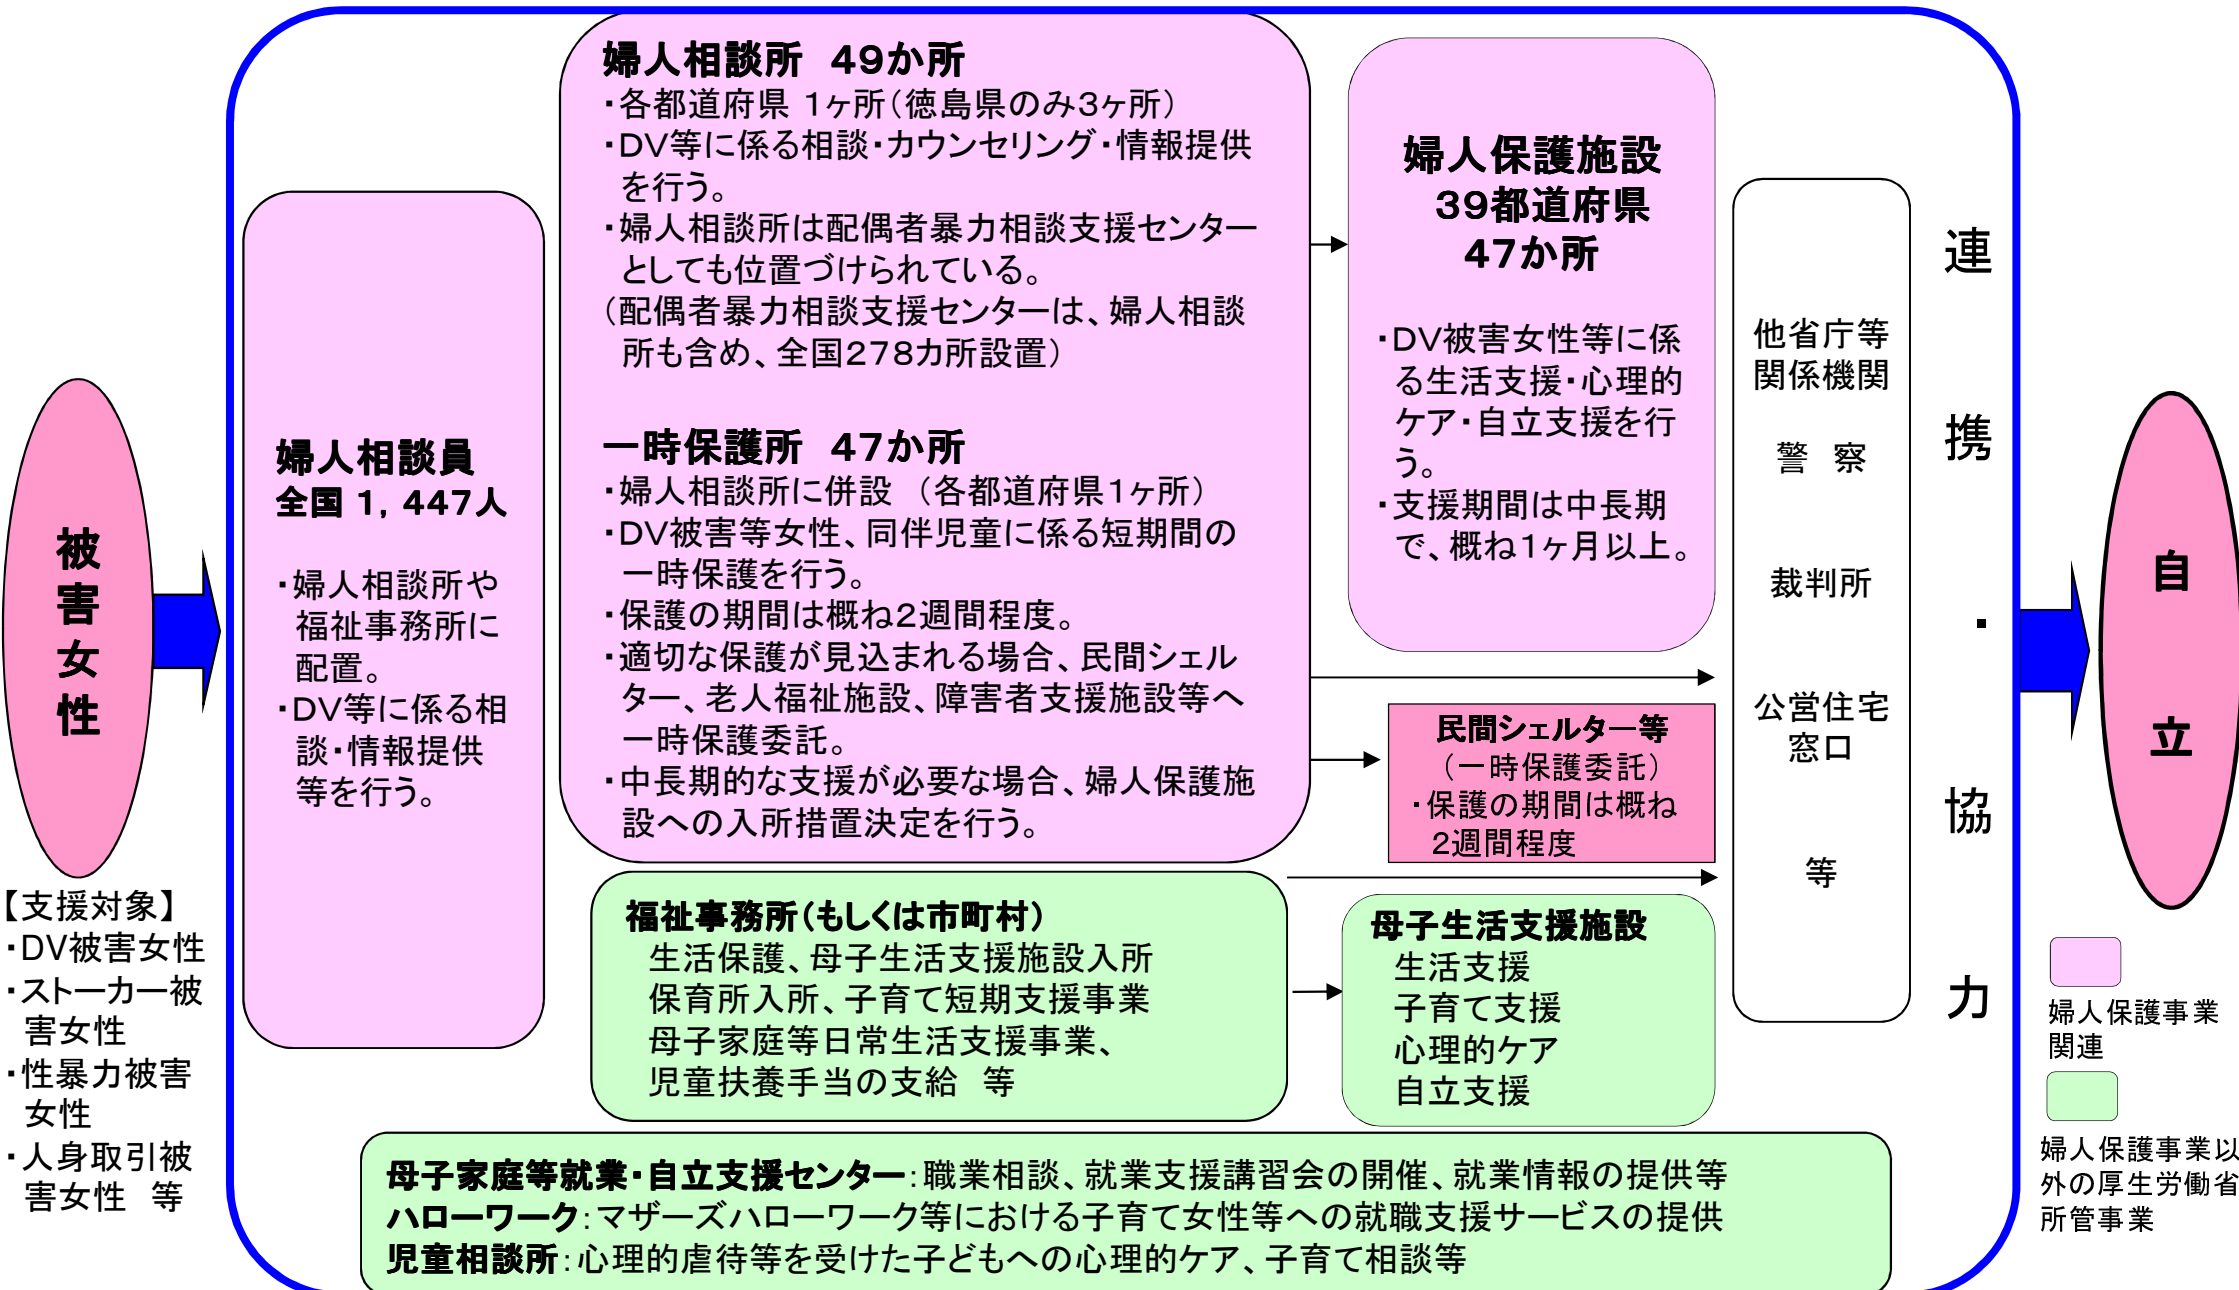 被
害
女
性
【支援対象】
・DV被害女性
・ストーカー被
害女性
・性暴力被害
女性
・人身取引被
害女性　等
婦人相談員
全国 1，447人
・婦人相談所や
福祉事務所に
配置。
・DV等に係る相
談・情報提供
等を行う。
婦人相談所　49か所
・各都道府県 1ヶ所（徳島県のみ3ヶ所）
・DV等に係る相談・カウンセリング・情報提供
を行う。
・婦人相談所は配偶者暴力相談支援センター
としても位置づけられている。
（配偶者暴力相談支援センターは、婦人相談
所も含め、全国278カ所設置）
一時保護所　47か所
・婦人相談所に併設　（各都道府県1ヶ所）
・DV被害等女性、同伴児童に係る短期間の
一時保護を行う。
・保護の期間は概ね2週間程度。
・適切な保護が見込まれる場合、民間シェル
ター、老人福祉施設、障害者支援施設等へ
一時保護委託。
・中長期的な支援が必要な場合、婦人保護施
設への入所措置決定を行う。
婦人保護施設
39都道府県
47か所
・DV被害女性等に係
る生活支援・心理的
ケア・自立支援を行
う。
・支援期間は中長期
で、概ね1ヶ月以上。
民間シェルター等
（一時保護委託）
・保護の期間は概ね
2週間程度
福祉事務所（もしくは市町村）
生活保護、母子生活支援施設入所
保育所入所、子育て短期支援事業
母子家庭等日常生活支援事業、
児童扶養手当の支給　等
母子生活支援施設
生活支援
子育て支援
心理的ケア
自立支援
他省庁等
関係機関
警　察
裁判所
公営住宅
窓口
等
連
携
・
協
力
母子家庭等就業・自立支援センター：職業相談、就業支援講習会の開催、就業情報の提供等
ハローワーク：マザーズハローワーク等における子育て女性等への就職支援サービスの提供
児童相談所：心理的虐待等を受けた子どもへの心理的ケア、子育て相談等
自
立
婦人保護事業
関連
婦人保護事業以
外の厚生労働省
所管事業